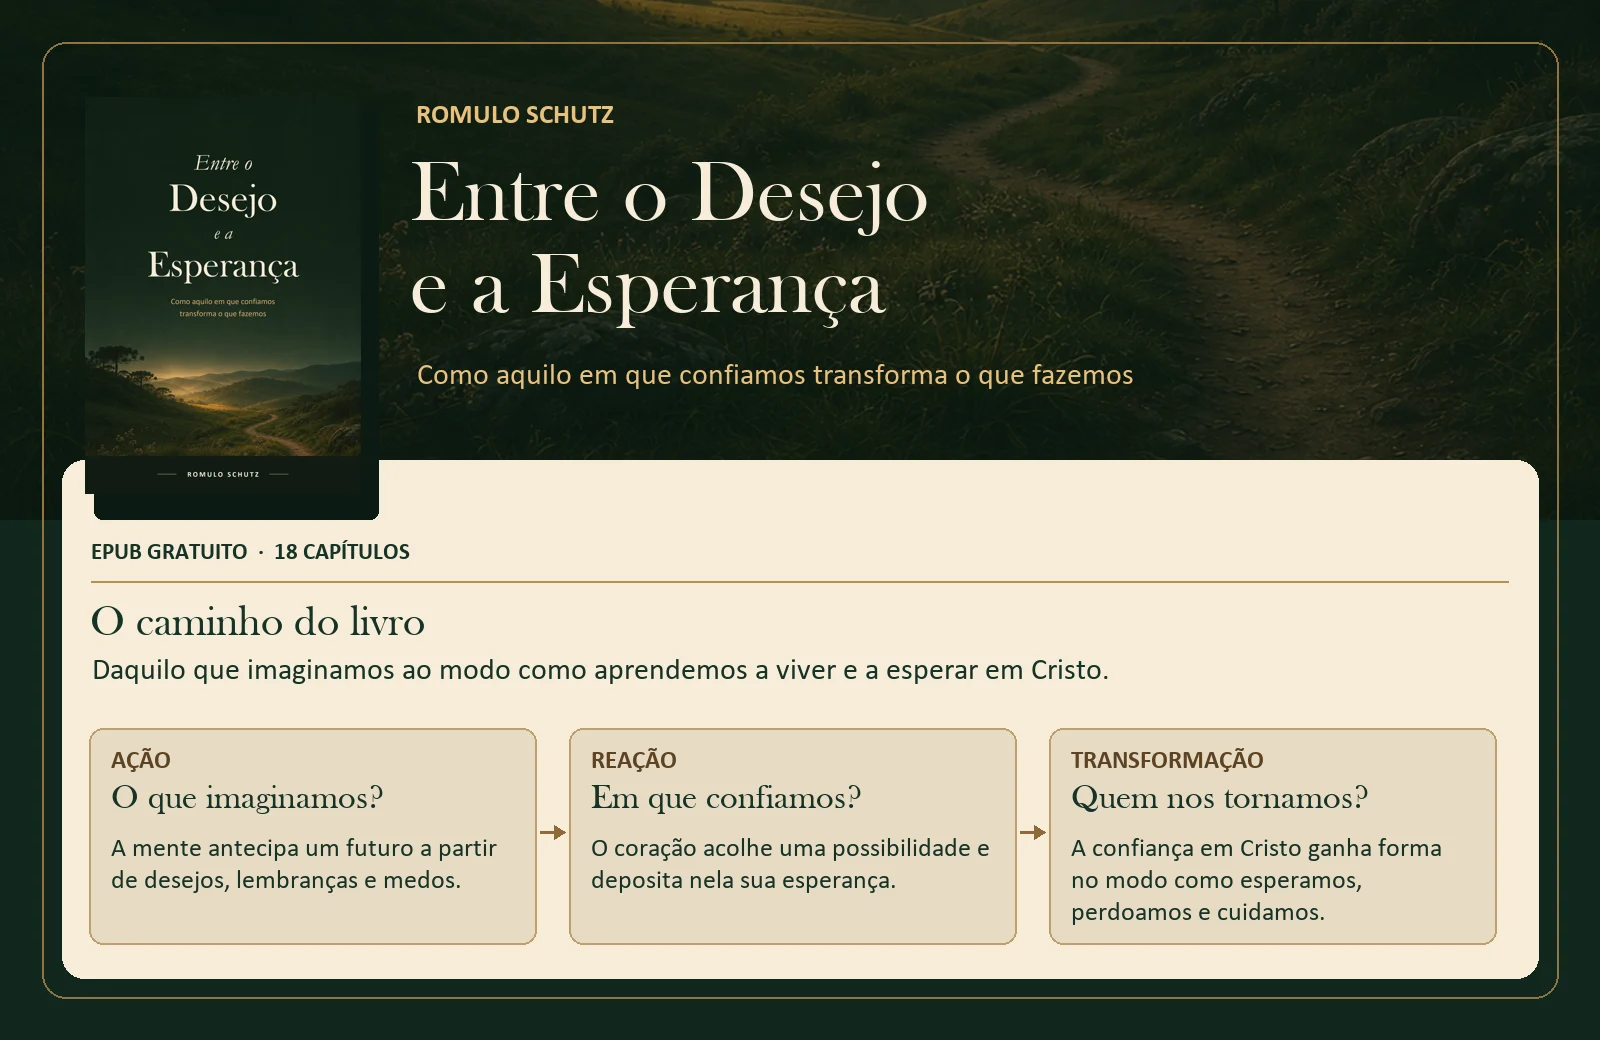 Entre o
Desejo
e a
Esperança
Como aquilo em que confiamos
transforma o que fazemos
ROMULO SCHUTZ
ROMULO SCHUTZ
Entre o Desejo
e a Esperança
Como aquilo em que confiamos transforma o que fazemos
EPUB GRATUITO · 18 CAPÍTULOS
O caminho do livro
Daquilo que imaginamos ao modo como aprendemos a viver e a esperar em Cristo.
AÇÃO
O que imaginamos?
A mente antecipa um futuro a partir
de desejos, lembranças e medos.
REAÇÃO
Em que confiamos?
O coração acolhe uma possibilidade e
deposita nela sua esperança.
TRANSFORMAÇÃO
Quem nos tornamos?
A confiança em Cristo ganha forma
no modo como esperamos,
perdoamos e cuidamos.